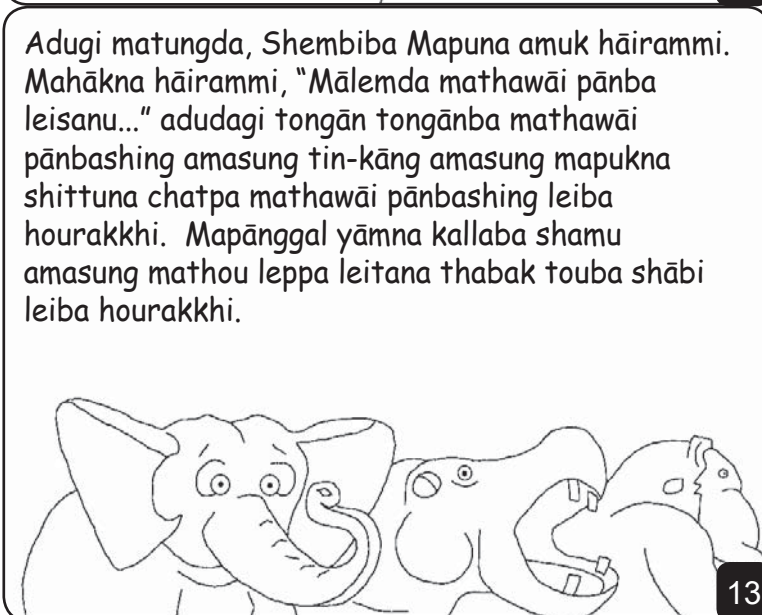 Adugi matungda, Shembiba Mapuna amuk hāirammi.
Mahākna hāirammi, “Mālemda mathawāi pānba
leisanu...” adudagi tongān tongānba mathawāi
pānbashing amasung tin-kāng amasung mapukna
shittuna chatpa mathawāi pānbashing leiba
hourakkhi. Mapānggal yāmna kallaba shamu
amasung mathou leppa leitana thabak touba shābi
leiba hourakkhi.
13